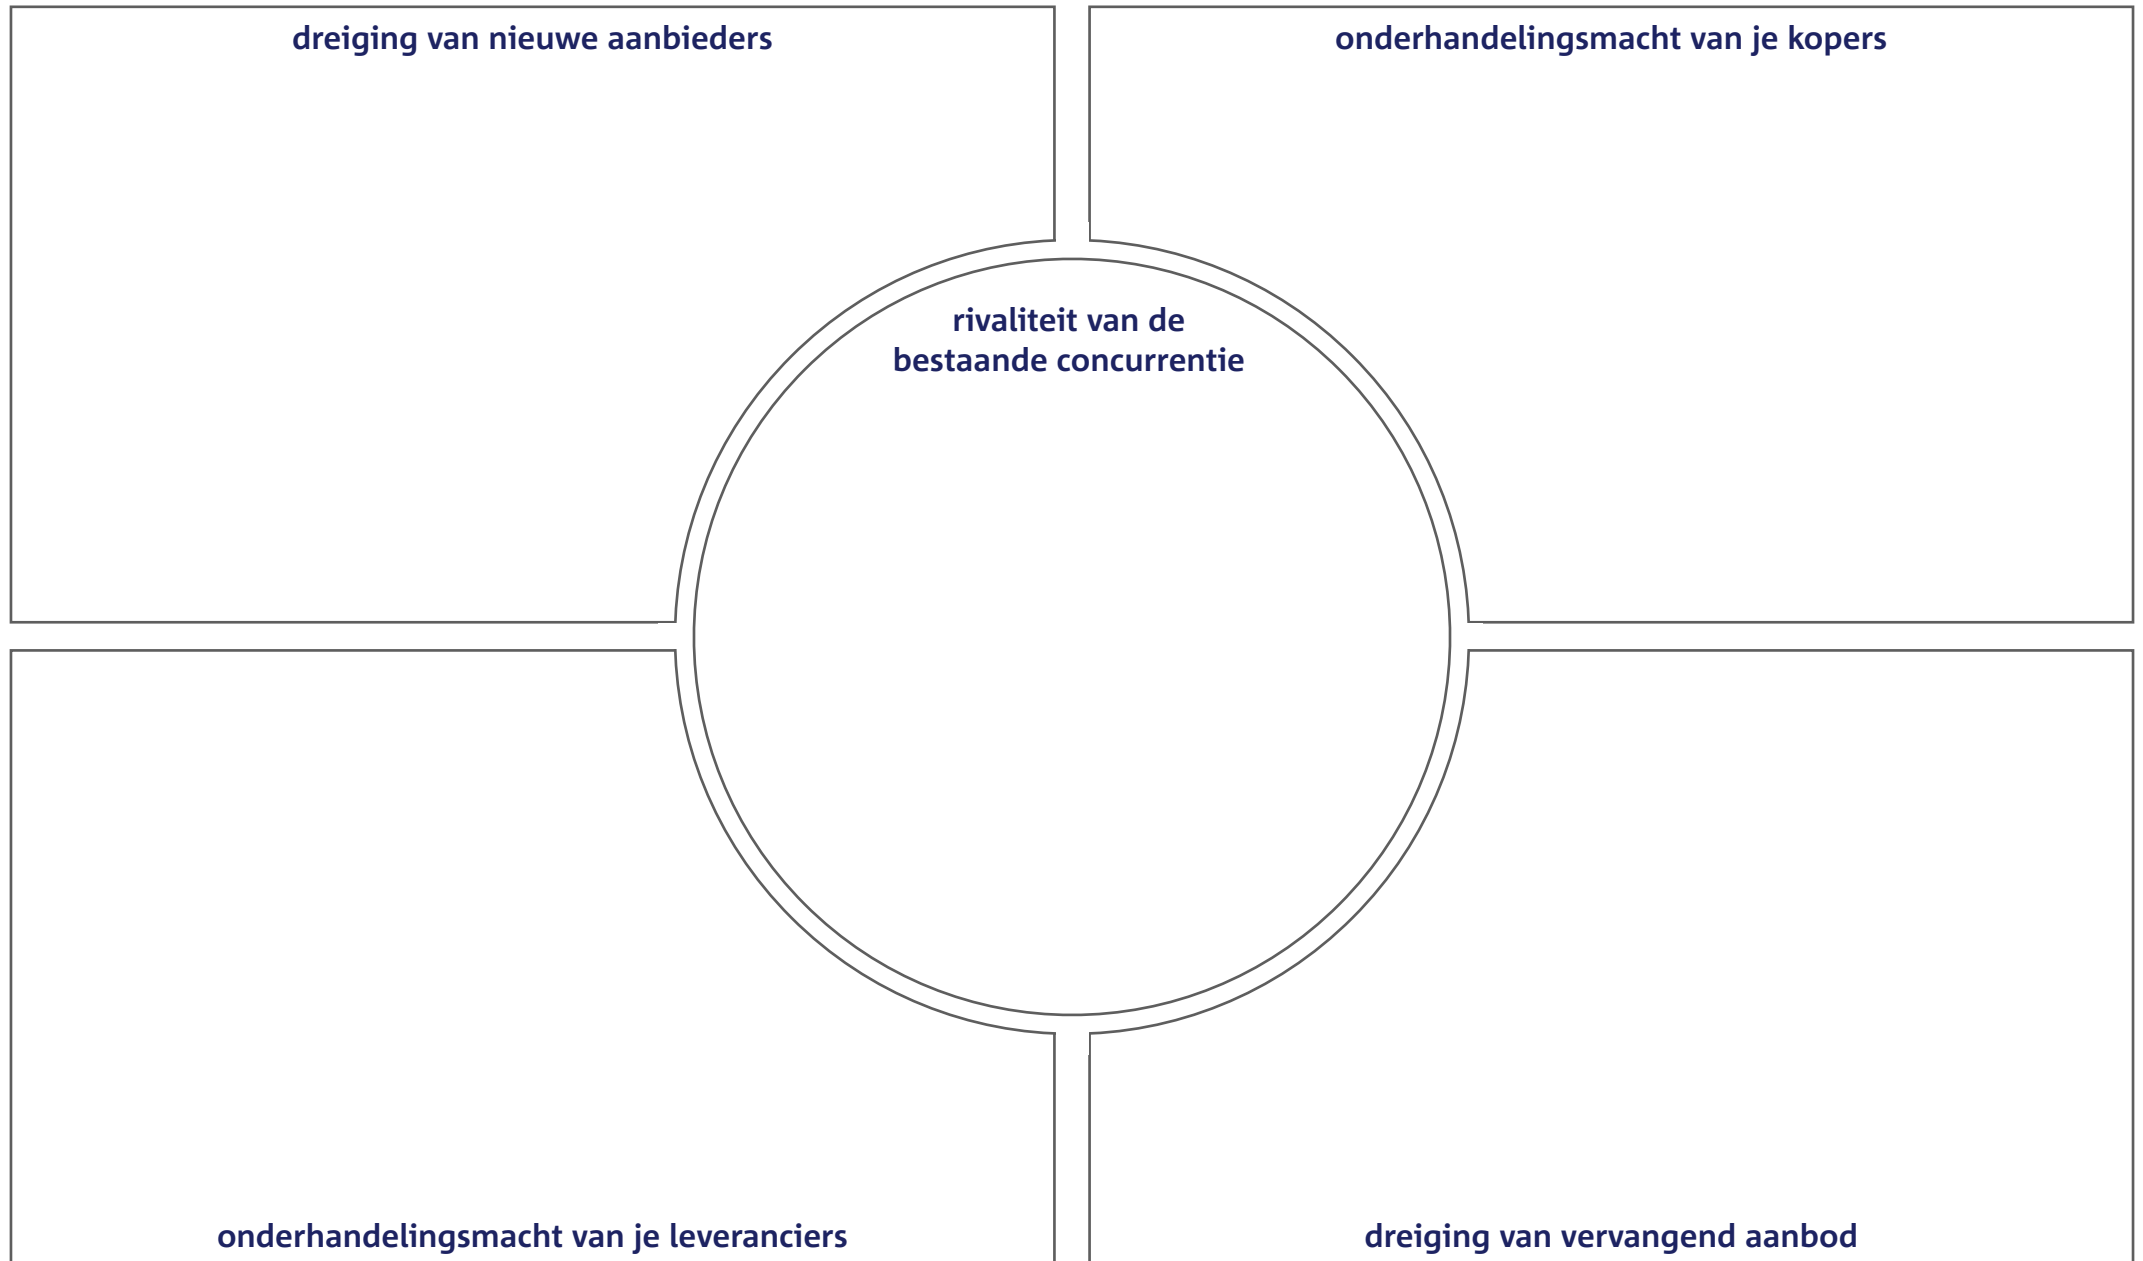 dreiging van nieuwe aanbieders
onderhandelingsmacht van je kopers
rivaliteit van de
bestaande concurrentie
onderhandelingsmacht van je leveranciers
dreiging van vervangend aanbod